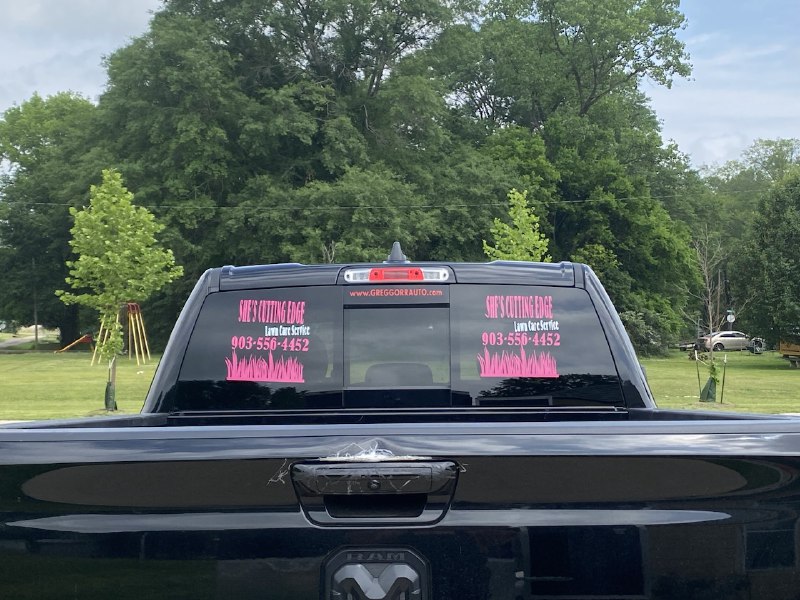 www.GREGGORRAUTO.com
SHE'S CUTTING EDGE
Lawn Care Service
903-556-4452
SHE'S CUTTING EDGE
Lawn Care Service
903-556-4452
RAM